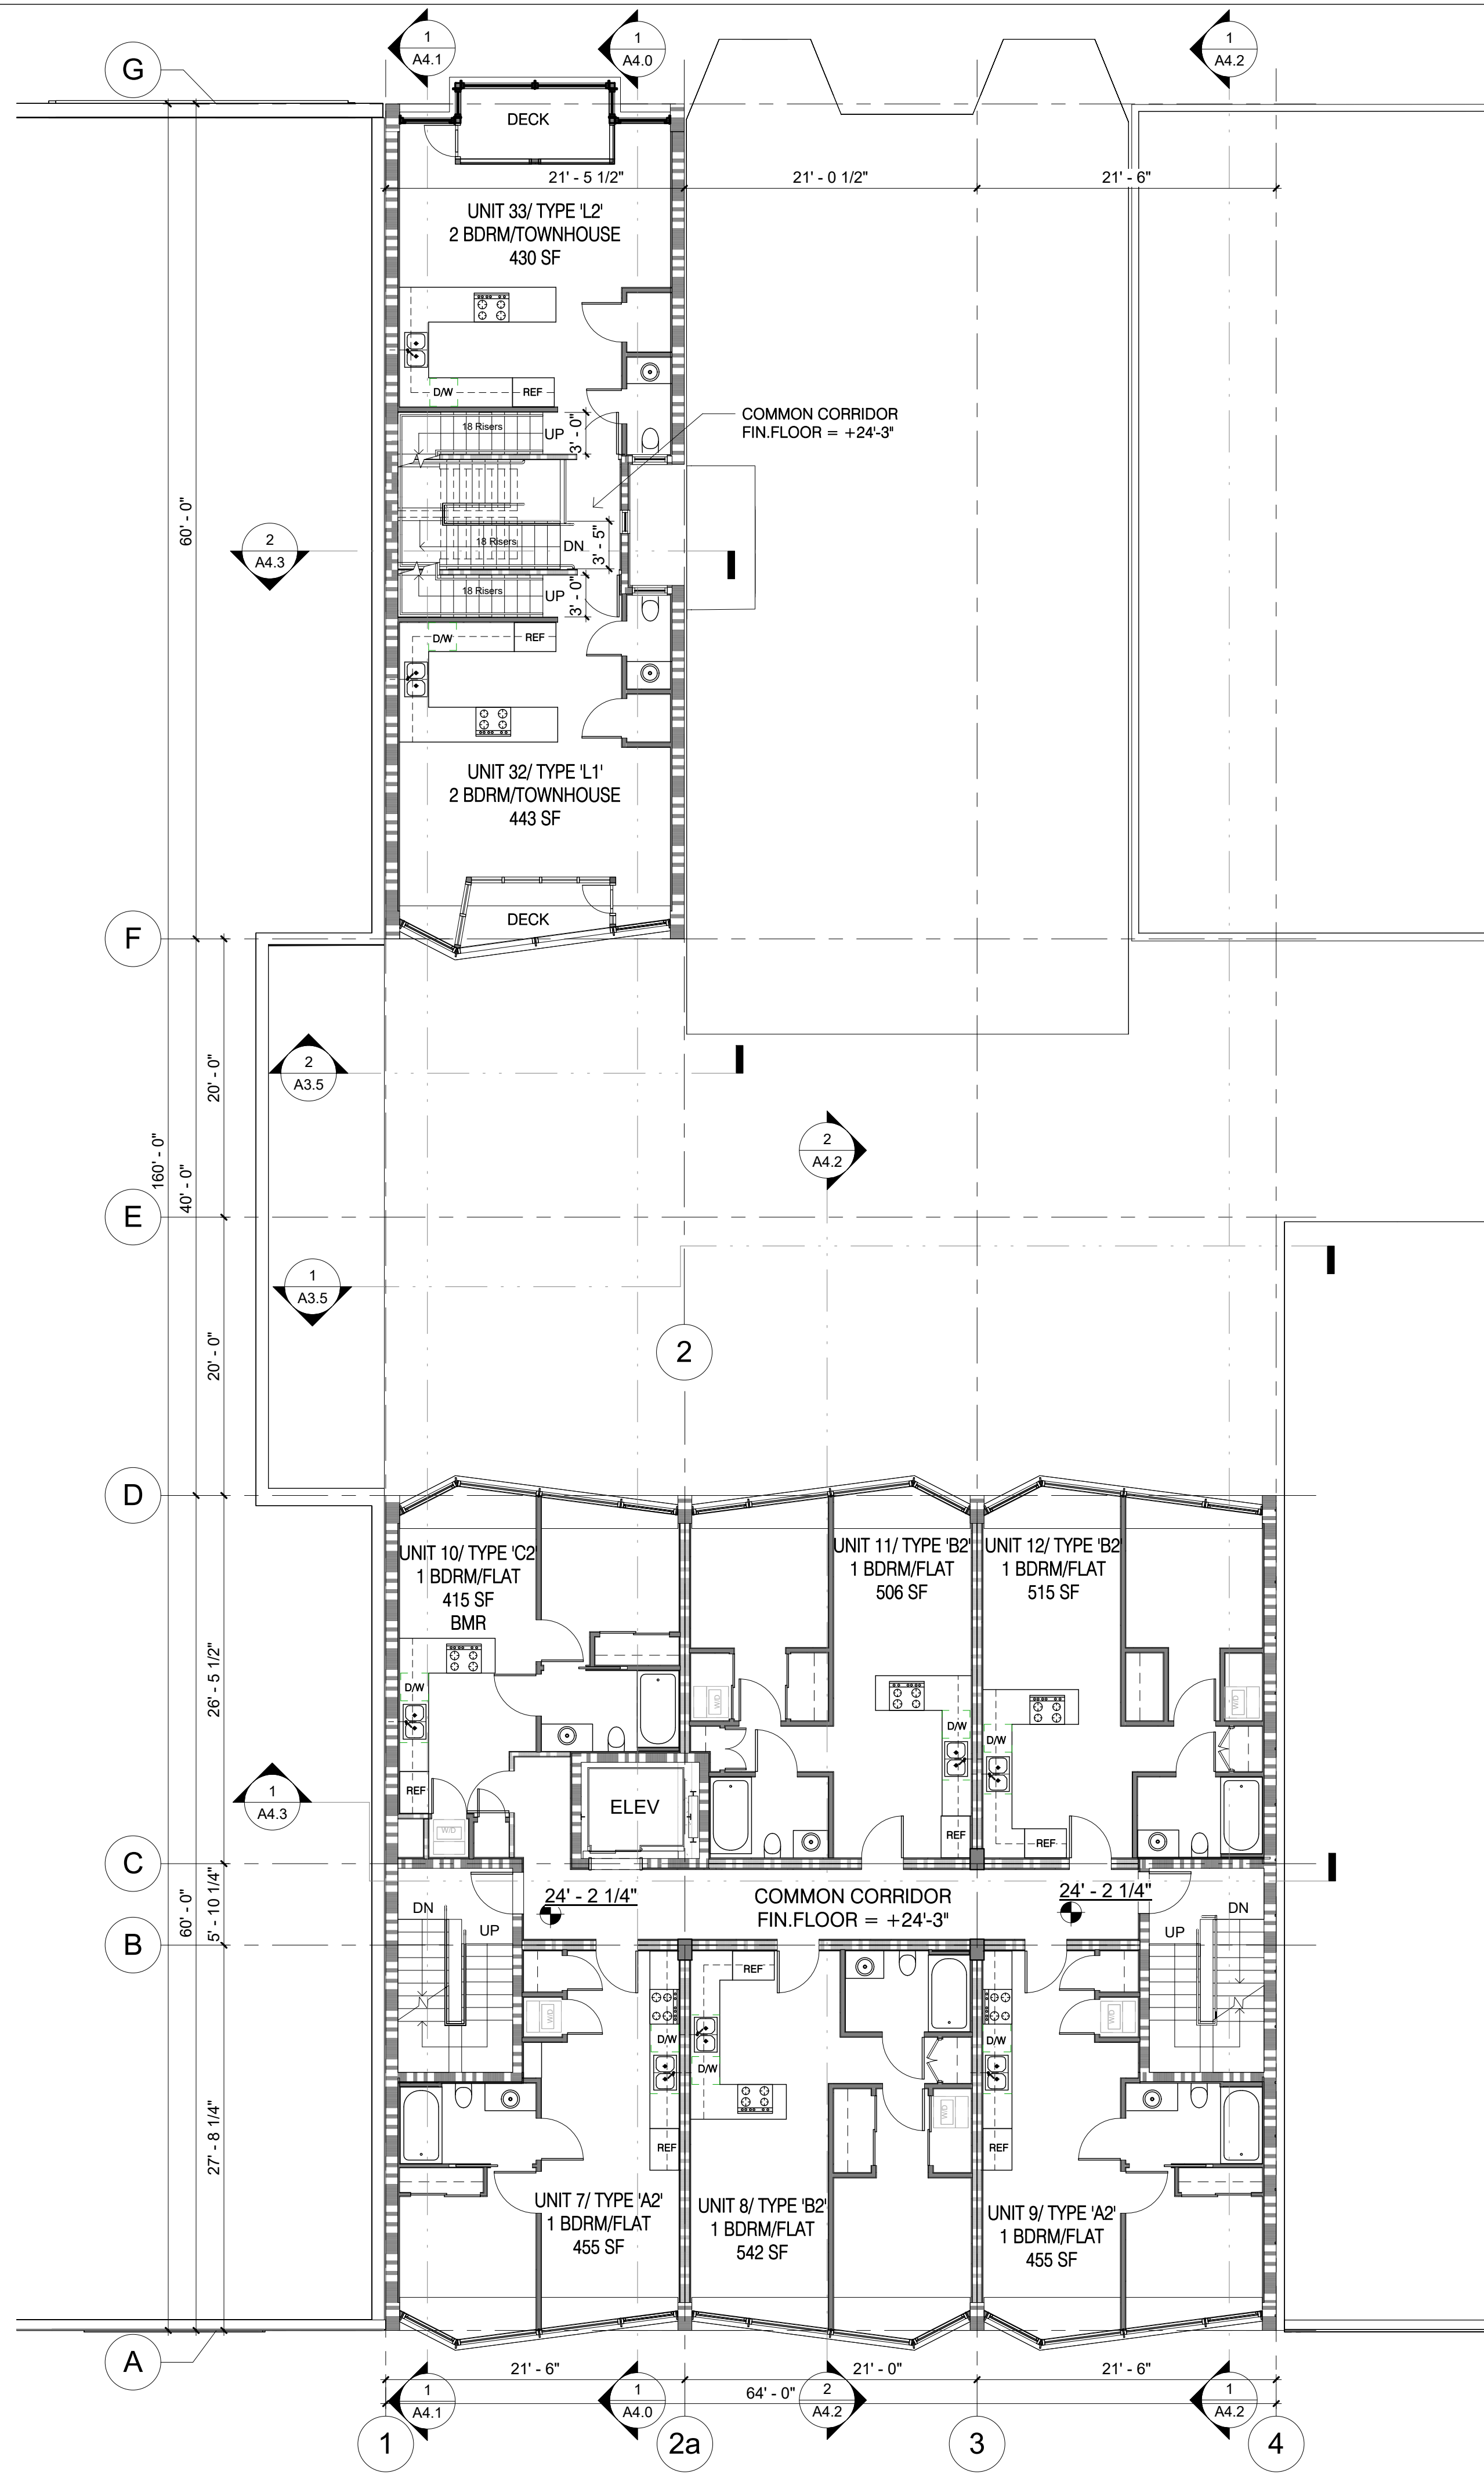 1
A4.1
1
A4.0
1
A4.2
G
DECK
21' - 5 1/2"
21' - 0 1/2"
21' - 6"
UNIT 33/ TYPE 'L2'
2 BDRM/TOWNHOUSE
430 SF
D/W
REF
COMMON CORRIDOR
FIN.FLOOR = +24'-3"
18 Risers
UP
3' - 0"
60' - 0"
2
A4.3
18 Risers
DN
3' - 5"
18 Risers
UP
3' - 0"
D/W
REF
UNIT 32/ TYPE 'L1'
2 BDRM/TOWNHOUSE
443 SF
DECK
F
2
A3.5
20' - 0"
2
A4.2
160' - 0"
40' - 0"
E
1
A3.5
20' - 0"
2
D
UNIT 10/ TYPE 'C2'
1 BDRM/FLAT
415 SF
BMR
UNIT 11/ TYPE 'B2'
1 BDRM/FLAT
506 SF
UNIT 12/ TYPE 'B2'
1 BDRM/FLAT
515 SF
26' - 5 1/2"
D/W
W/D
W/D
D/W
D/W
REF
1
A4.3
ELEV
W/D
REF
REF
C
5' - 10 1/4"
60' - 0"
24' - 2 1/4"
COMMON CORRIDOR
FIN.FLOOR = +24'-3"
24' - 2 1/4"
DN
UP
UP
DN
B
REF
W/D
D/W
D/W
D/W
W/D
W/D
REF
REF
27' - 8 1/4"
UNIT 7/ TYPE 'A2'
1 BDRM/FLAT
455 SF
UNIT 8/ TYPE 'B2'
1 BDRM/FLAT
542 SF
UNIT 9/ TYPE 'A2'
1 BDRM/FLAT
455 SF
A
21' - 6"
21' - 0"
21' - 6"
64' - 0"
1
A4.1
1
A4.0
2
A4.2
1
A4.2
1
2a
3
4